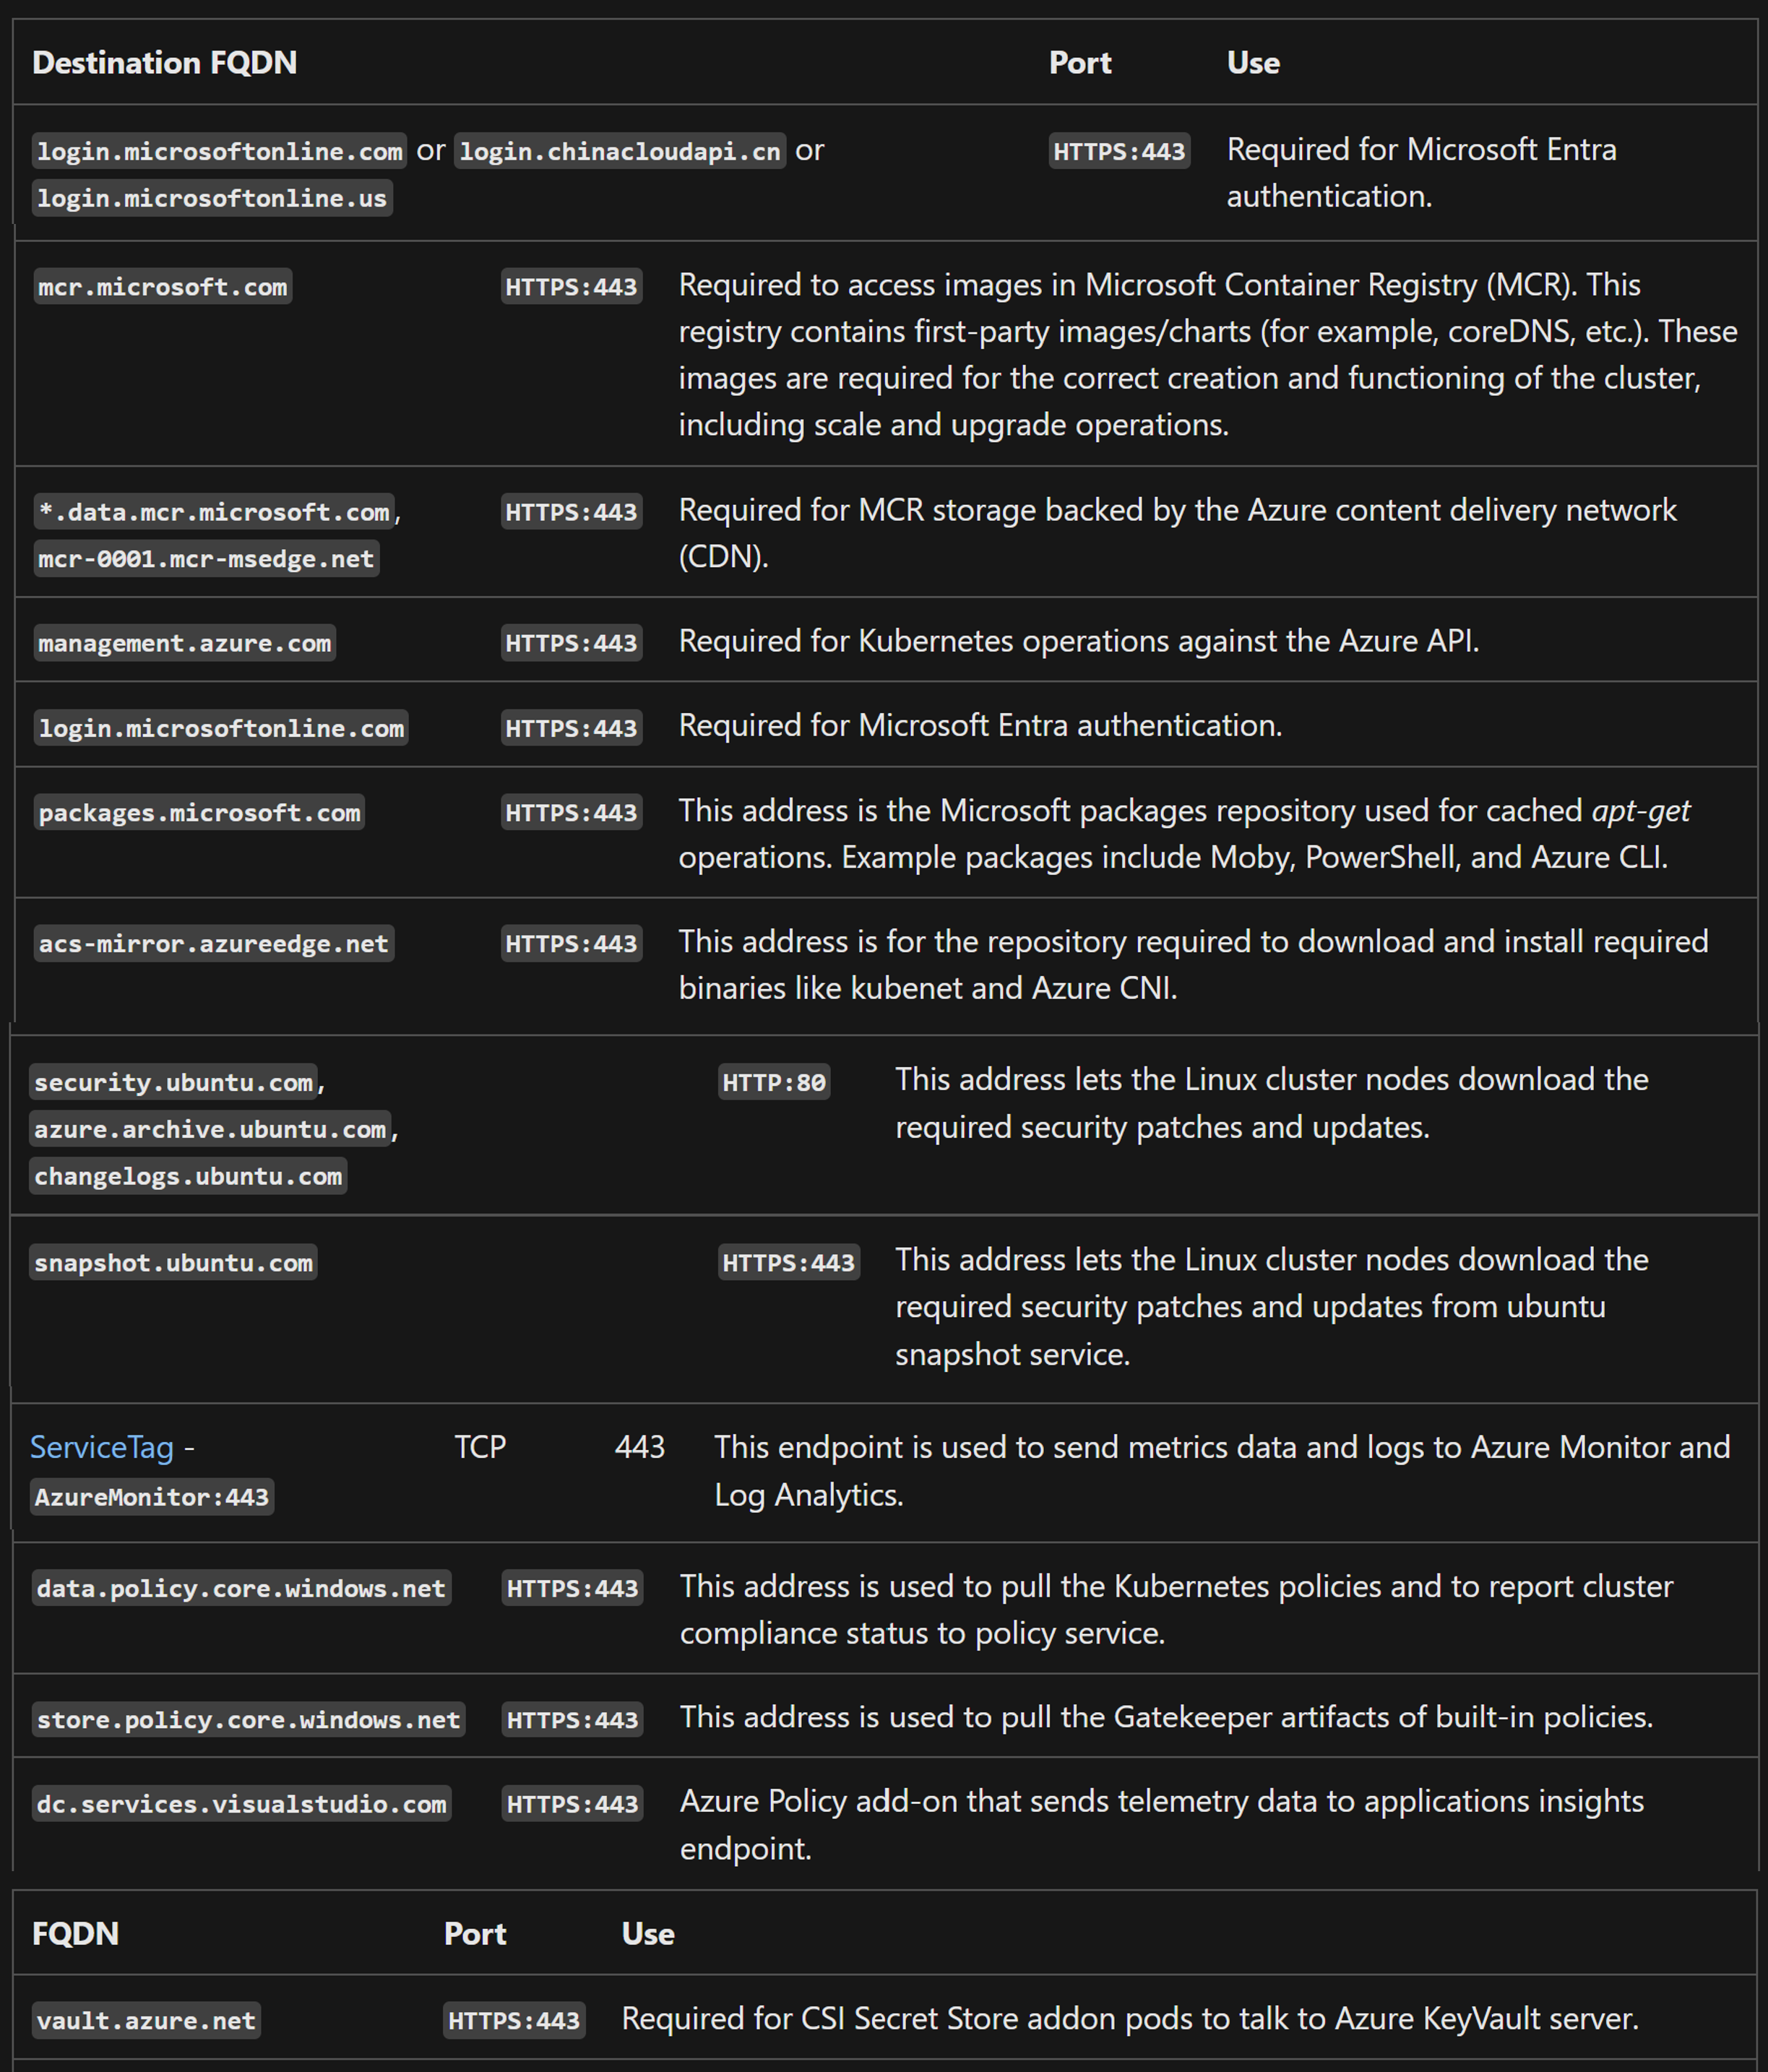 Destination FQDN Port Use
login.microsoftonline.com or login.chinacloudapi.cn or HTTPS:443 Required for Microsoft Entra
login.microsoftonline.us authentication.
mcr.microsoft.com HTTPS:443 Required to access images in Microsoft Container Registry (MCR). This
registry contains first-party images/charts (for example, coreDNS, etc.). These
images are required for the correct creation and functioning of the cluster,
including scale and upgrade operations.
*.data.mcr.microsoft.com, HTTPS:443 Required for MCR storage backed by the Azure content delivery network
mcr-0001.mcr-msedge.net (CDN).
management.azure.com HTTPS:443 Required for Kubernetes operations against the Azure API.
login.microsoftonline.com HTTPS:443 Required for Microsoft Entra authentication.
packages.microsoft.com HTTPS:443 This address is the Microsoft packages repository used for cached apt-get
operations. Example packages include Moby, PowerShell, and Azure CLI.
acs-mirror.azureedge.net HTTPS:443 This address is for the repository required to download and install required
binaries like kubenet and Azure CNI.
security.ubuntu.com, HTTP:80 This address lets the Linux cluster nodes download the
azure.archive.ubuntu.com, required security patches and updates.
changelogs.ubuntu.com
snapshot.ubuntu.com HTTPS:443 This address lets the Linux cluster nodes download the
required security patches and updates from ubuntu
snapshot service.
ServiceTag - TCP 443 This endpoint is used to send metrics data and logs to Azure Monitor and
AzureMonitor:443 Log Analytics.
data.policy.core.windows.net HTTPS:443 This address is used to pull the Kubernetes policies and to report cluster
compliance status to policy service.
store.policy.core.windows.net HTTPS:443 This address is used to pull the Gatekeeper artifacts of built-in policies.
dc.services.visualstudio.com HTTPS:443 Azure Policy add-on that sends telemetry data to applications insights
endpoint.
FQDN Port Use
vault.azure.net HTTPS:443 Required for CSI Secret Store addon pods to talk to Azure KeyVault server.